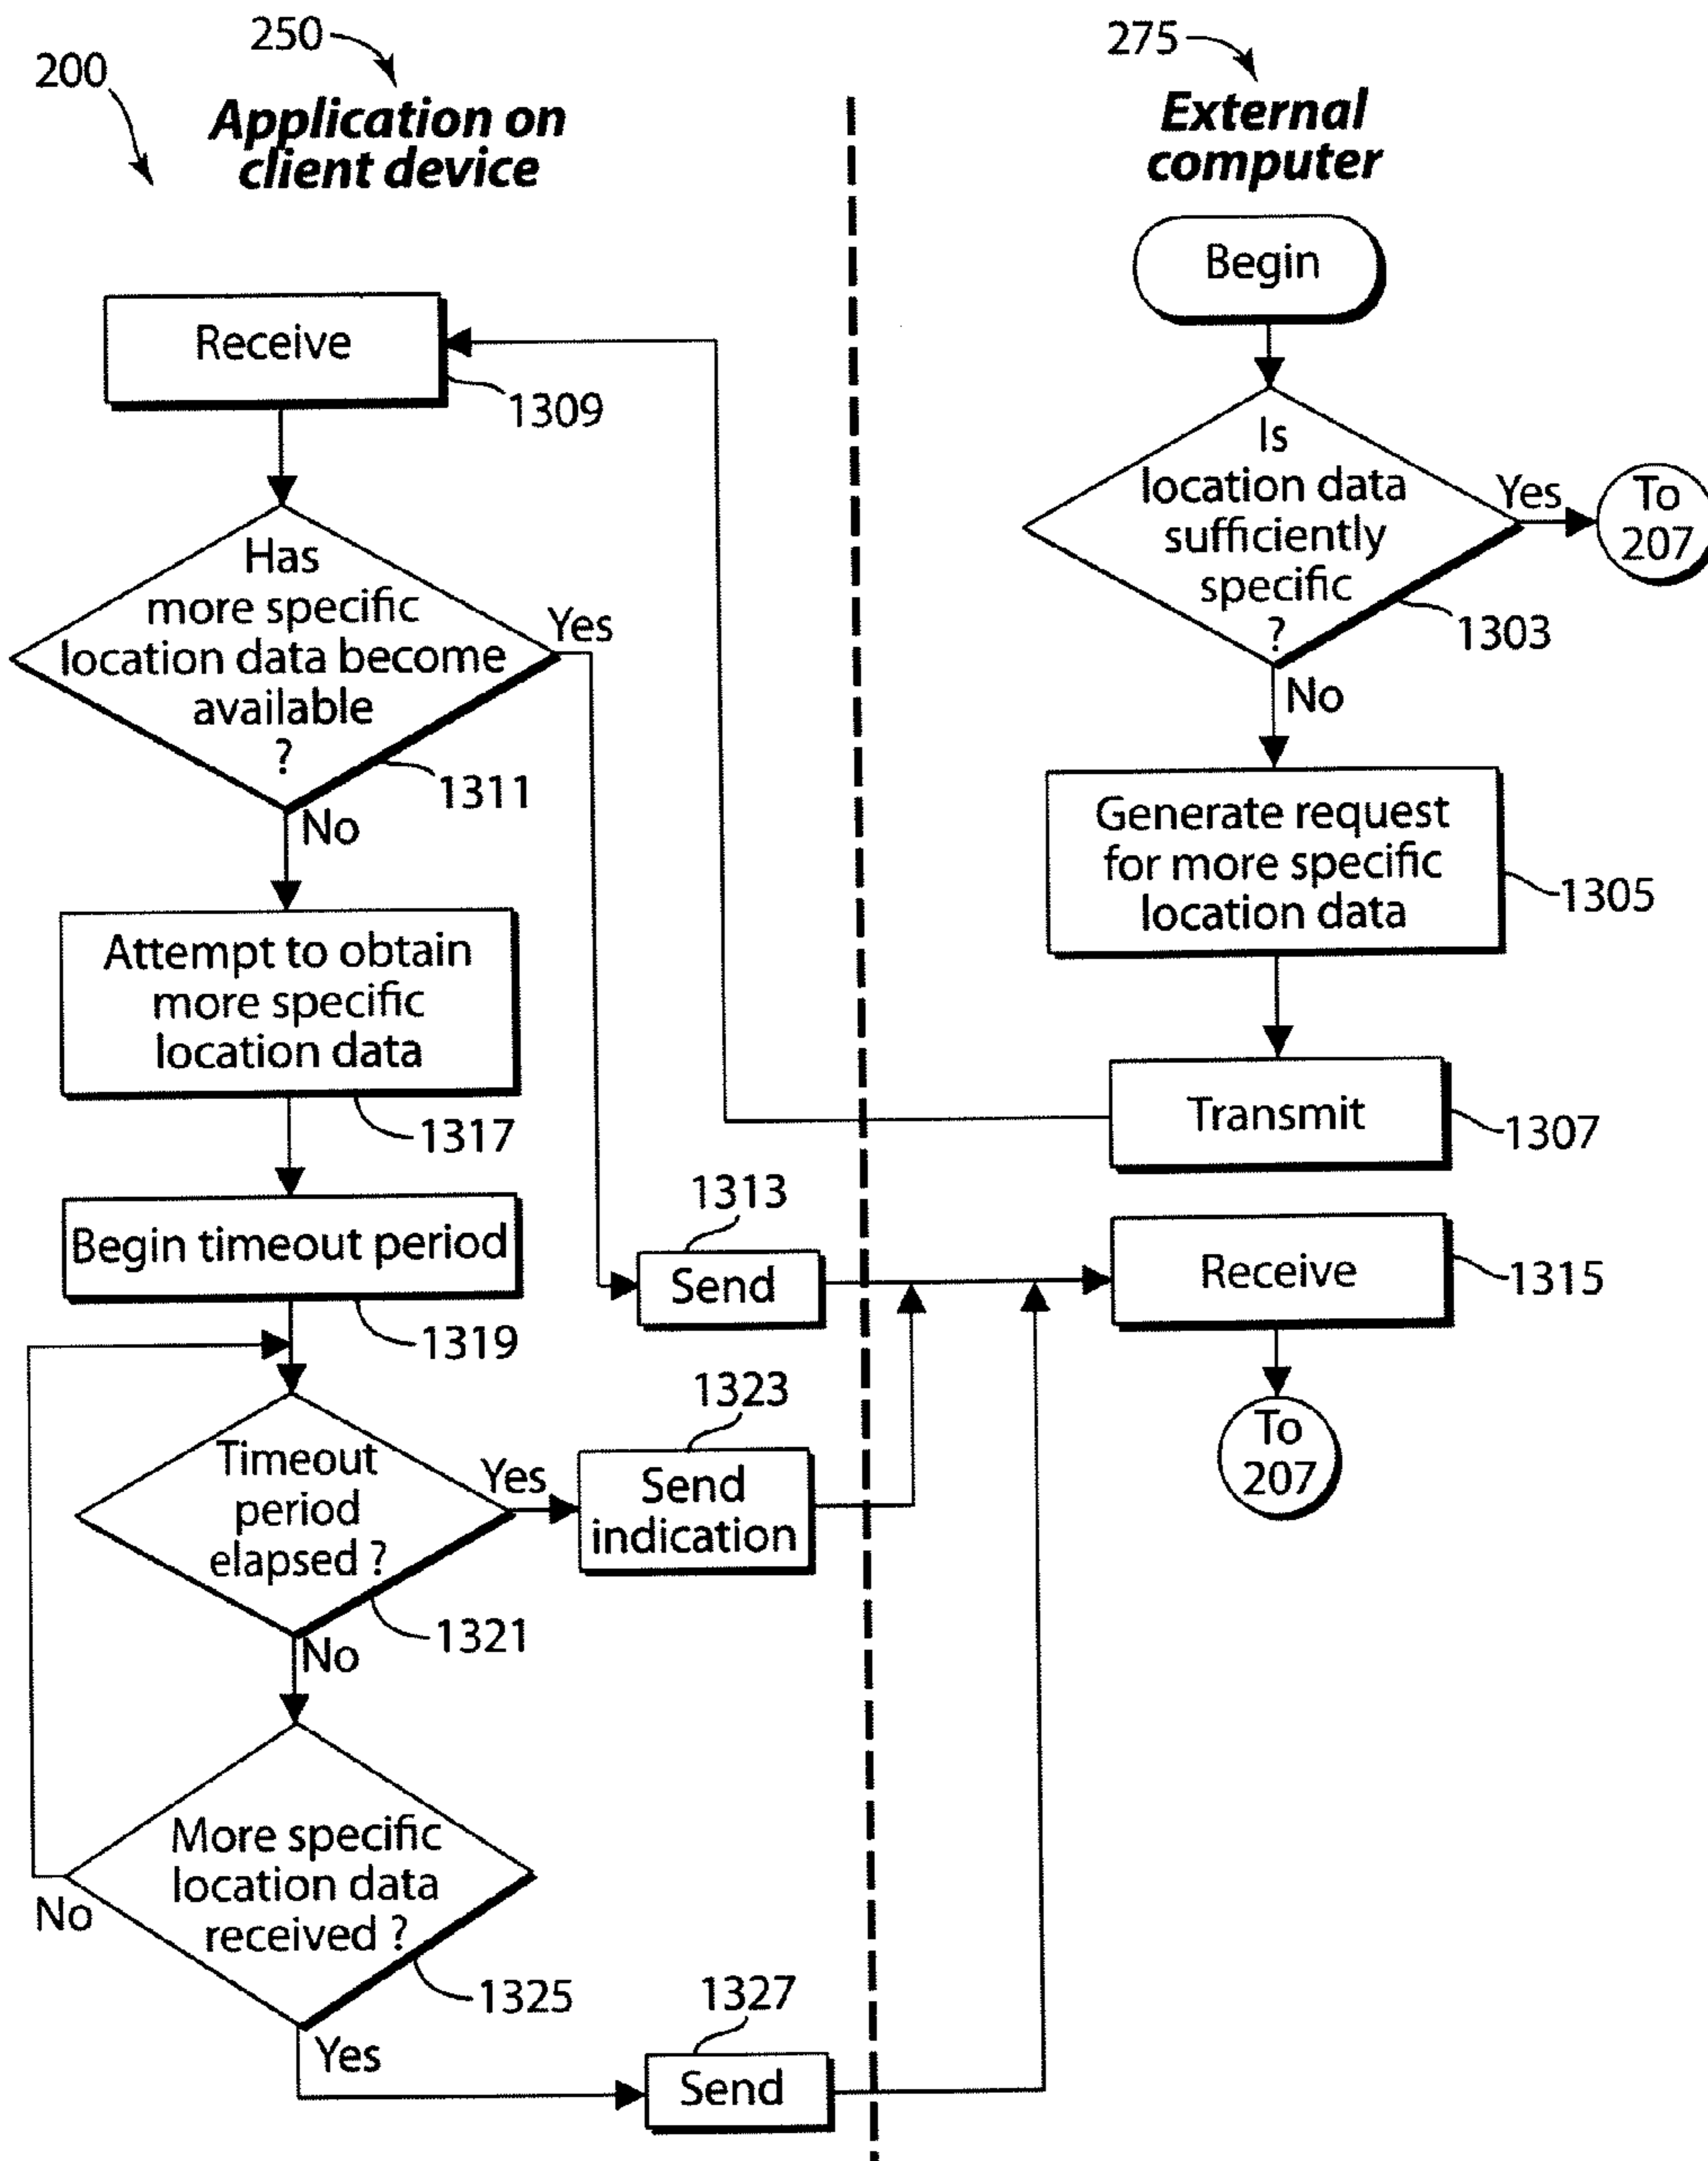 200
250
Application on
client device
275
External
computer
Begin
Receive
1309
Is
location data
sufficiently
specific
?
Yes
To
207
1303
No
Has
more specific
location data become
available
?
Yes
1311
No
Generate request
for more specific
location data
1305
Attempt to obtain
more specific
location data
1317
Transmit
1307
Begin timeout period
1319
1313
Send
Receive
1315
To
207
Timeout
period
elapsed ?
Yes
1321
No
1323
Send
indication
More specific
location data
received ?
No
1325
Yes
1327
Send